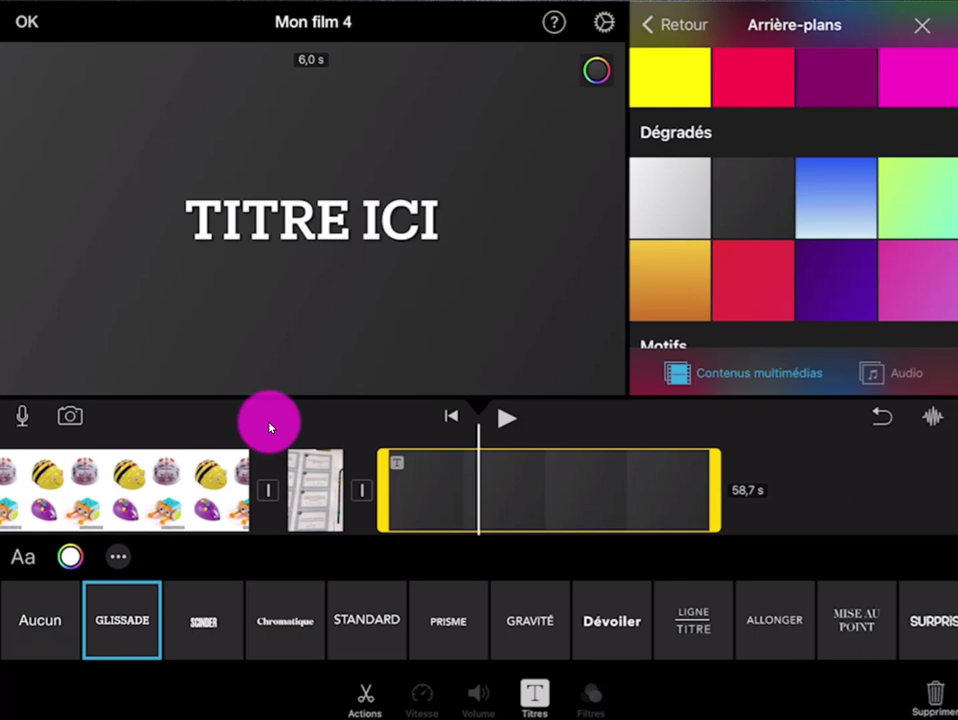 OK
Mon film 4
?
Retour
Arrière-plans
6,0 s
TITRE ICI
Dégradés
Motifs
Contenus multimédias
Audio
T
58,7 s
Aa
Aucun
GLISSADE
SCINDER
Chromatique
STANDARD
PRISME
GRAVITÉ
Dévoiler
LIGNE
TITRE
ALLONGER
MISE AU
POINT
SURPRIS
T
Actions
Vitesse
Volume
Titres
Filtres
Supprimer